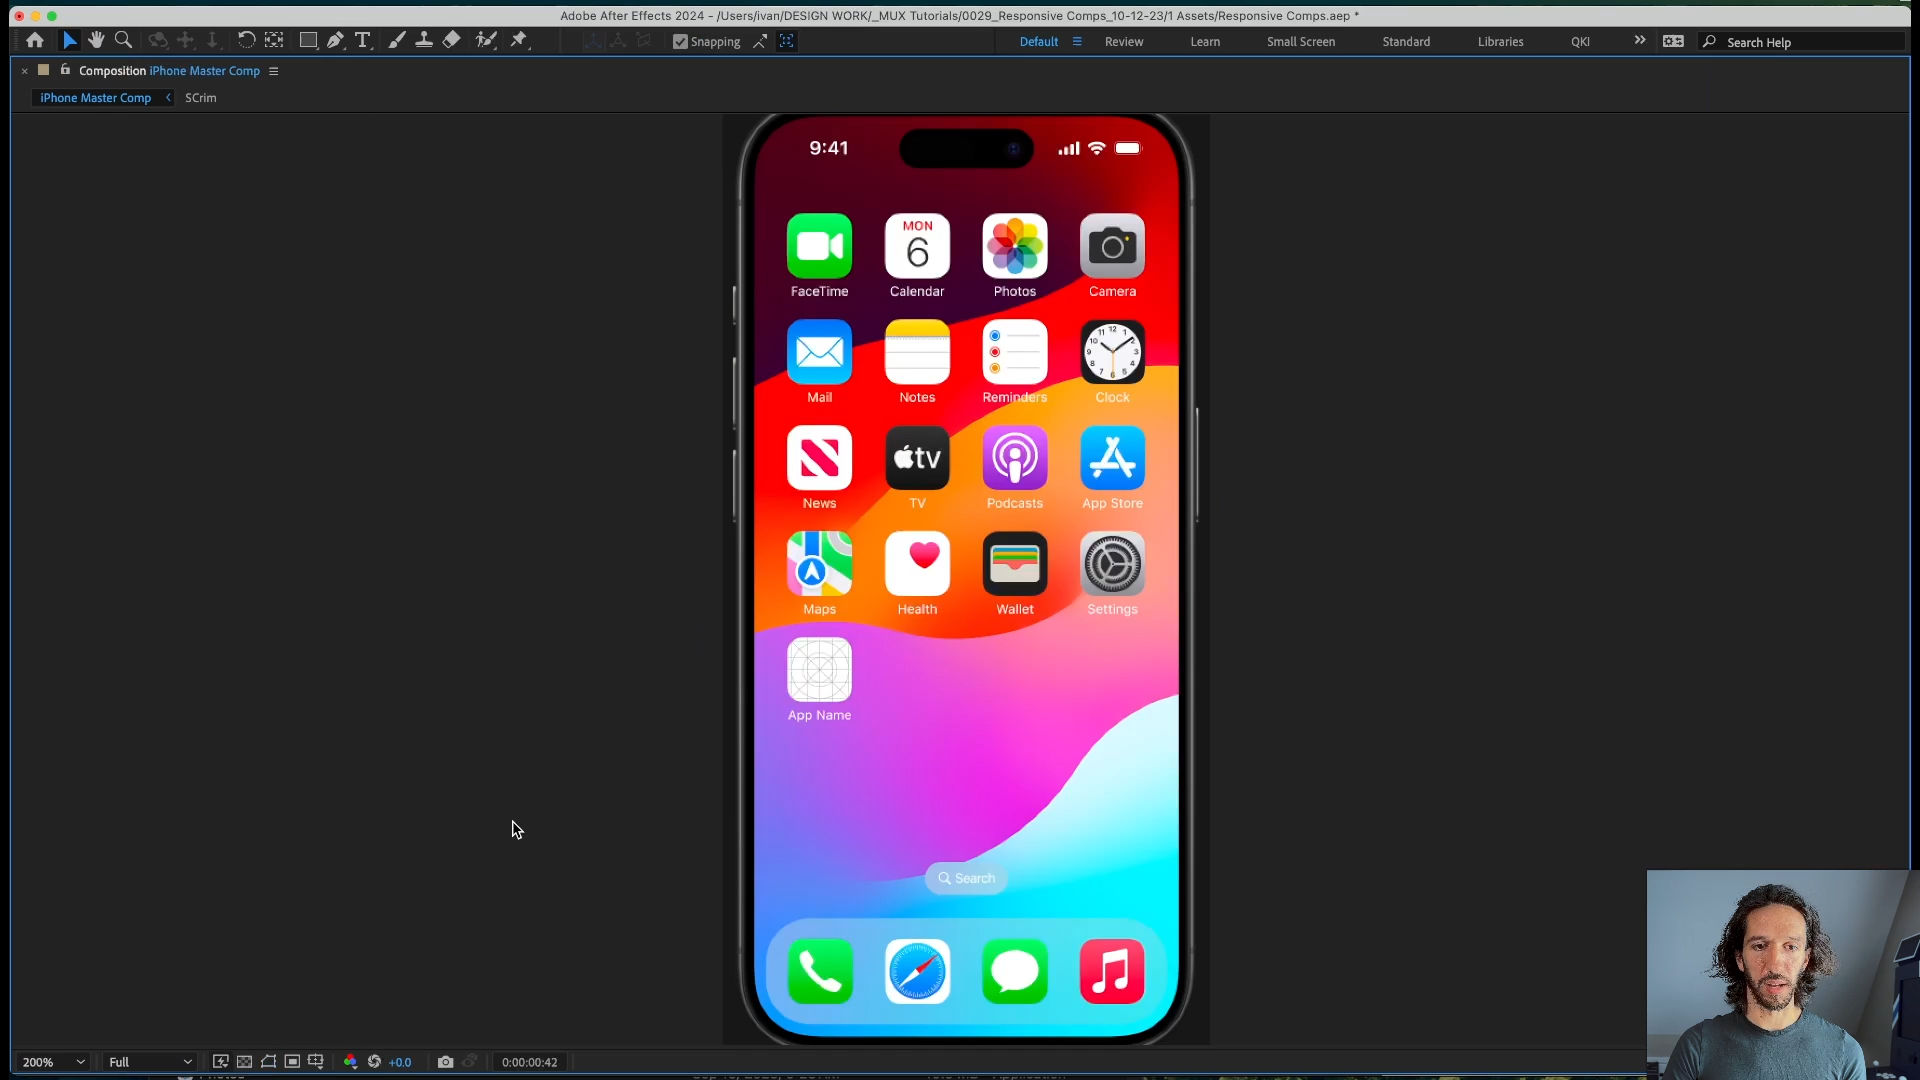 Adobe After Effects 2024 - /Users/ivan/DESIGN WORK/_MUX Tutorials/0029_Responsive Comps_10-12-23/1 Assets/Responsive Comps.aep *
Snapping
Default
Review
Learn
Small Screen
Standard
Libraries
QKI
Search Help
Composition iPhone Master Comp
iPhone Master Comp
SCrim
9:41
MON
6
FaceTime
Calendar
Photos
Camera
Mail
Notes
Reminders
Clock
tv
News
TV
Podcasts
App Store
Maps
Health
Wallet
Settings
App Name
Search
200%
Full
+0.0
0:00:00:42